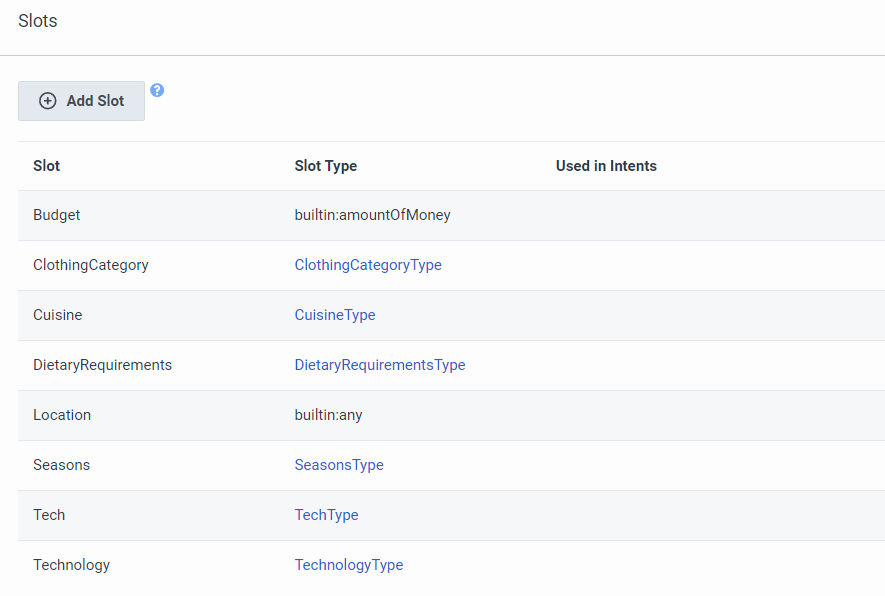 Slots
Add Slot ?
Slot Slot Type Used in Intents
Budget builtin:amountOfMoney
ClothingCategory ClothingCategoryType
Cuisine CuisineType
DietaryRequirements DietaryRequirementsType
Location builtin:any
Seasons SeasonsType
Tech TechType
Technology TechnologyType